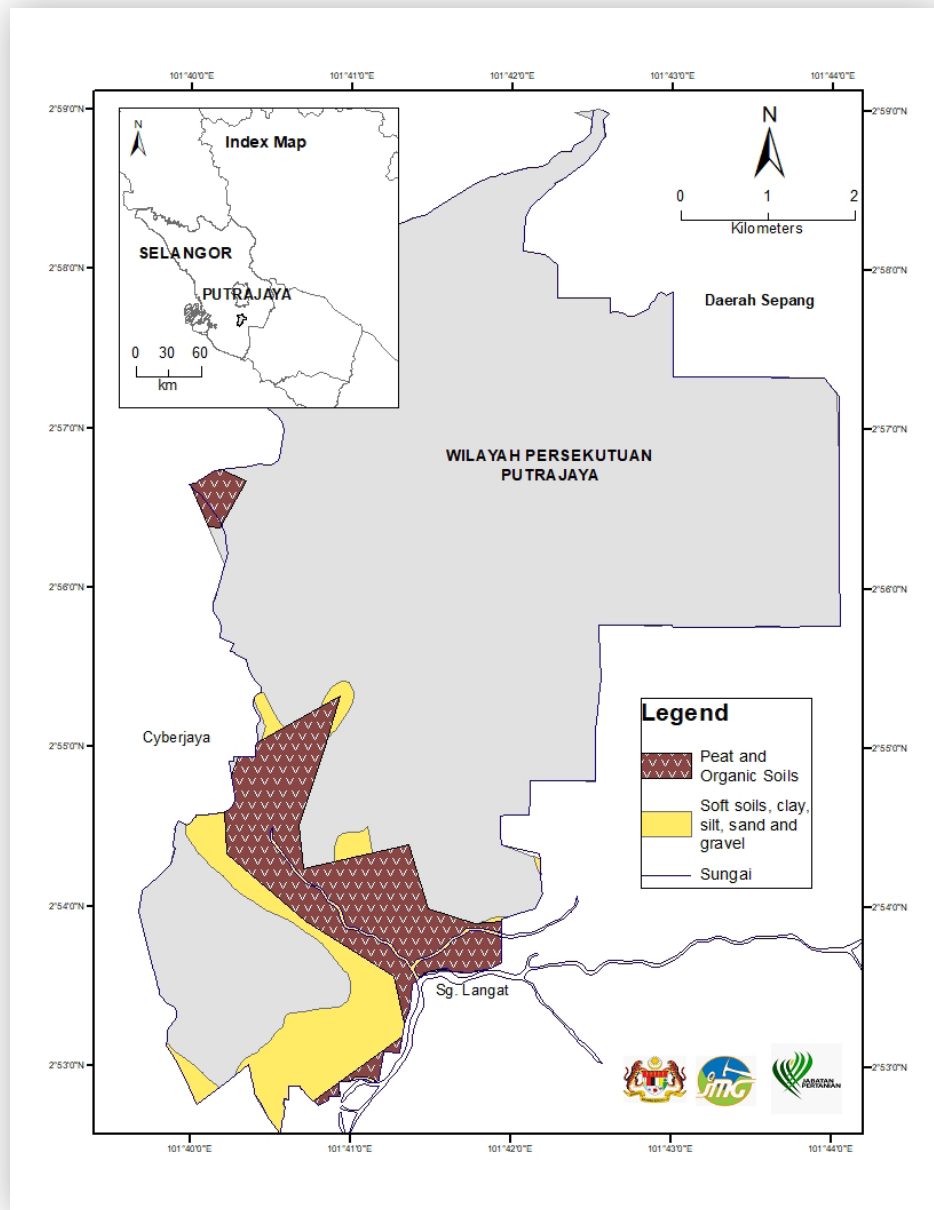 101°40'0"E
101°41'0"E
101°42'0"E
101°43'0"E
101°44'0"E
2°59'0"N
2°59'0"N
N
Index Map
SELANGOR
PUTRAJAYA
0 30 60
km
N
0 1 2
Kilometers
2°58'0"N
2°58'0"N
Daerah Sepang
2°57'0"N
2°57'0"N
WILAYAH PERSEKUTUAN
PUTRAJAYA
2°56'0"N
2°56'0"N
Cyberjaya
2°55'0"N
2°55'0"N
Legend
Peat and
Organic Soils
Soft soils, clay,
silt, sand and
gravel
Sungai
2°54'0"N
2°54'0"N
Sg. Langat
2°53'0"N
2°53'0"N
JMG
JABATAN
PERTANIAN
101°40'0"E
101°41'0"E
101°42'0"E
101°43'0"E
101°44'0"E